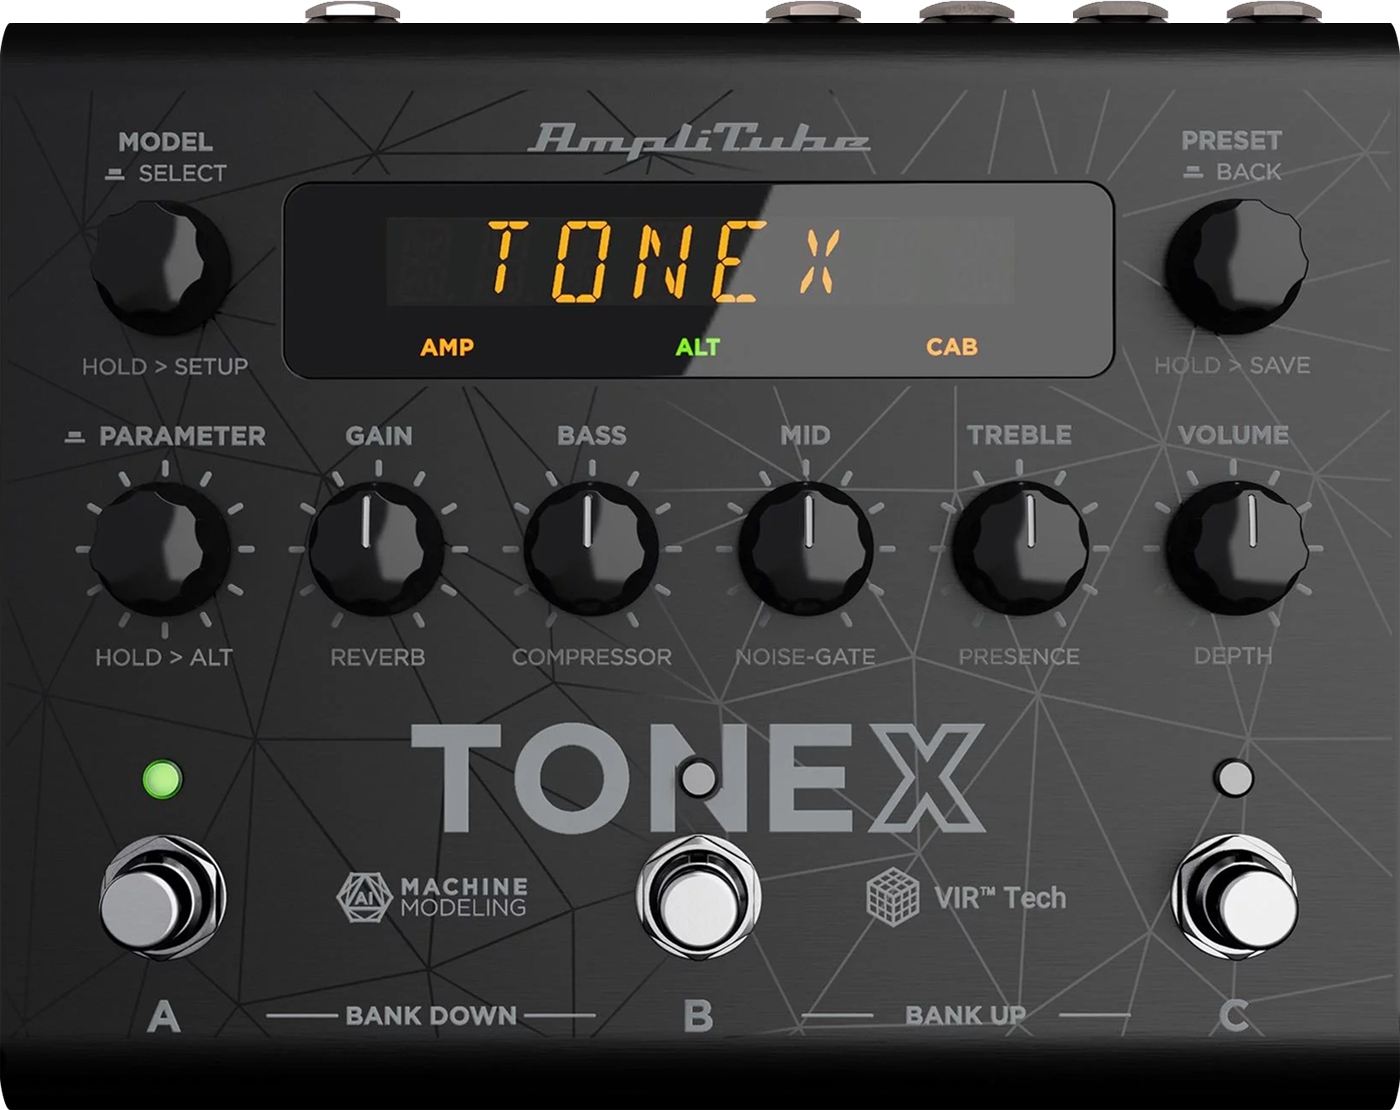 AmpliTube
MODEL
SELECT
PRESET
BACK
TONEX
AMP ALT CAB
HOLD > SETUP
HOLD > SAVE
PARAMETER GAIN BASS MID TREBLE VOLUME
HOLD > ALT REVERB COMPRESSOR NOISE-GATE PRESENCE DEPTH
TONEX
AI MACHINE
MODELING
VIR™ Tech
A BANK DOWN B BANK UP C